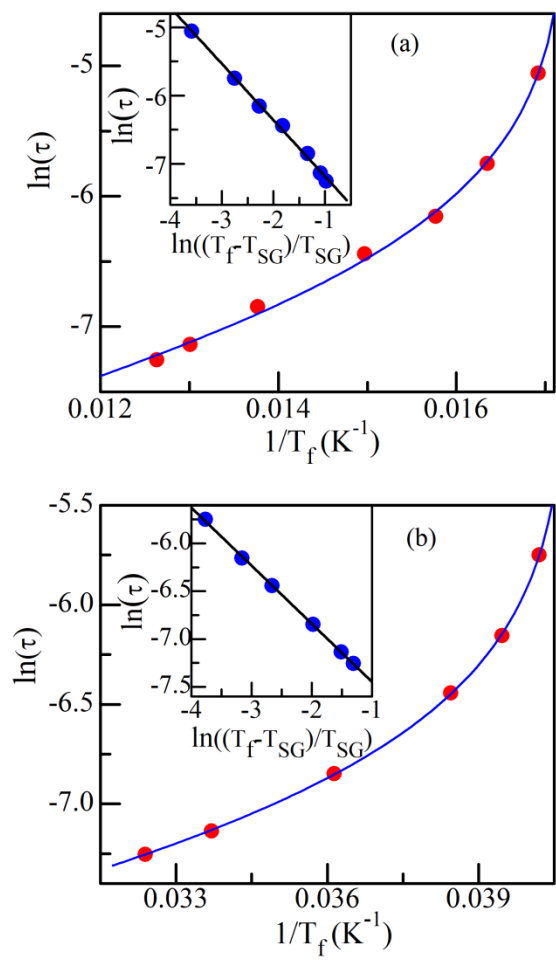 (a)
ln(τ)
-5
-6
-7
0.012
0.014
0.016
1/T_f (K⁻¹)
ln(τ)
-5
-6
-7
-4
-3
-2
-1
ln((T_f-T_SG)/T_SG)
(b)
ln(τ)
-5.5
-6.0
-6.5
-7.0
0.033
0.036
0.039
1/T_f (K⁻¹)
ln(τ)
-6.0
-6.5
-7.0
-7.5
-4
-3
-2
-1
ln((T_f-T_SG)/T_SG)